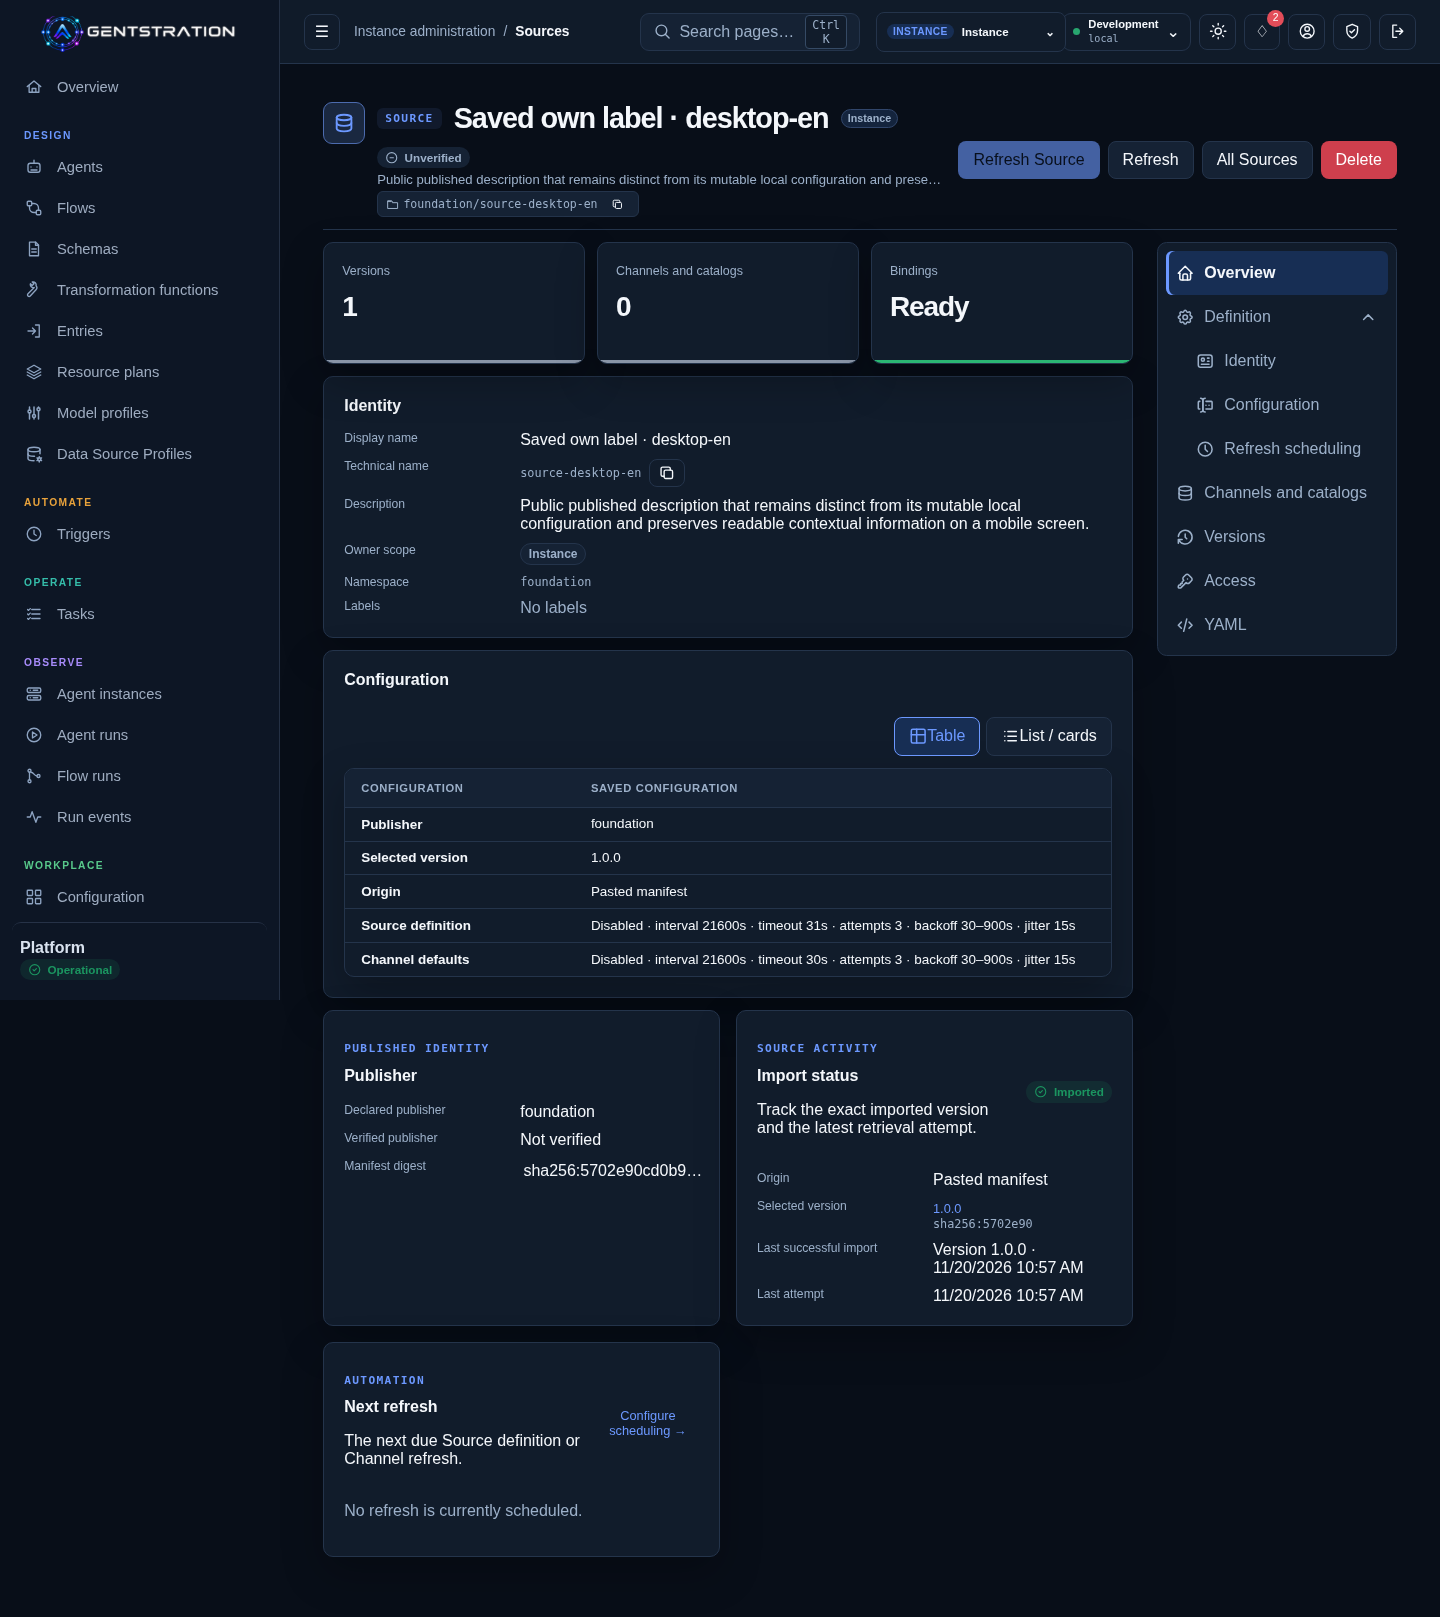 GENTSTRATION
Overview
DESIGN
Agents
Flows
Schemas
Transformation functions
Entries
Resource plans
Model profiles
Data Source Profiles
AUTOMATE
Triggers
OPERATE
Tasks
OBSERVE
Agent instances
Agent runs
Flow runs
Run events
WORKPLACE
Configuration
Platform
Operational
Instance administration / Sources
Search pages…
Ctrl K
INSTANCE Instance
Development
local
2
SOURCE Saved own label · desktop-en Instance
Unverified
Public published description that remains distinct from its mutable local configuration and prese…
foundation/source-desktop-en
Refresh Source
Refresh
All Sources
Delete
Versions
1
Channels and catalogs
0
Bindings
Ready
Identity
Display name Saved own label · desktop-en
Technical name source-desktop-en
Description Public published description that remains distinct from its mutable local
configuration and preserves readable contextual information on a mobile screen.
Owner scope Instance
Namespace foundation
Labels No labels
Configuration
Table
List / cards
CONFIGURATION SAVED CONFIGURATION
Publisher foundation
Selected version 1.0.0
Origin Pasted manifest
Source definition Disabled · interval 21600s · timeout 31s · attempts 3 · backoff 30–900s · jitter 15s
Channel defaults Disabled · interval 21600s · timeout 30s · attempts 3 · backoff 30–900s · jitter 15s
PUBLISHED IDENTITY
Publisher
Declared publisher foundation
Verified publisher Not verified
Manifest digest sha256:5702e90cd0b9…
SOURCE ACTIVITY
Import status
Imported
Track the exact imported version
and the latest retrieval attempt.
Origin Pasted manifest
Selected version 1.0.0
sha256:5702e90
Last successful import Version 1.0.0 ·
11/20/2026 10:57 AM
Last attempt 11/20/2026 10:57 AM
AUTOMATION
Next refresh
Configure
scheduling →
The next due Source definition or
Channel refresh.
No refresh is currently scheduled.
Overview
Definition
Identity
Configuration
Refresh scheduling
Channels and catalogs
Versions
Access
YAML